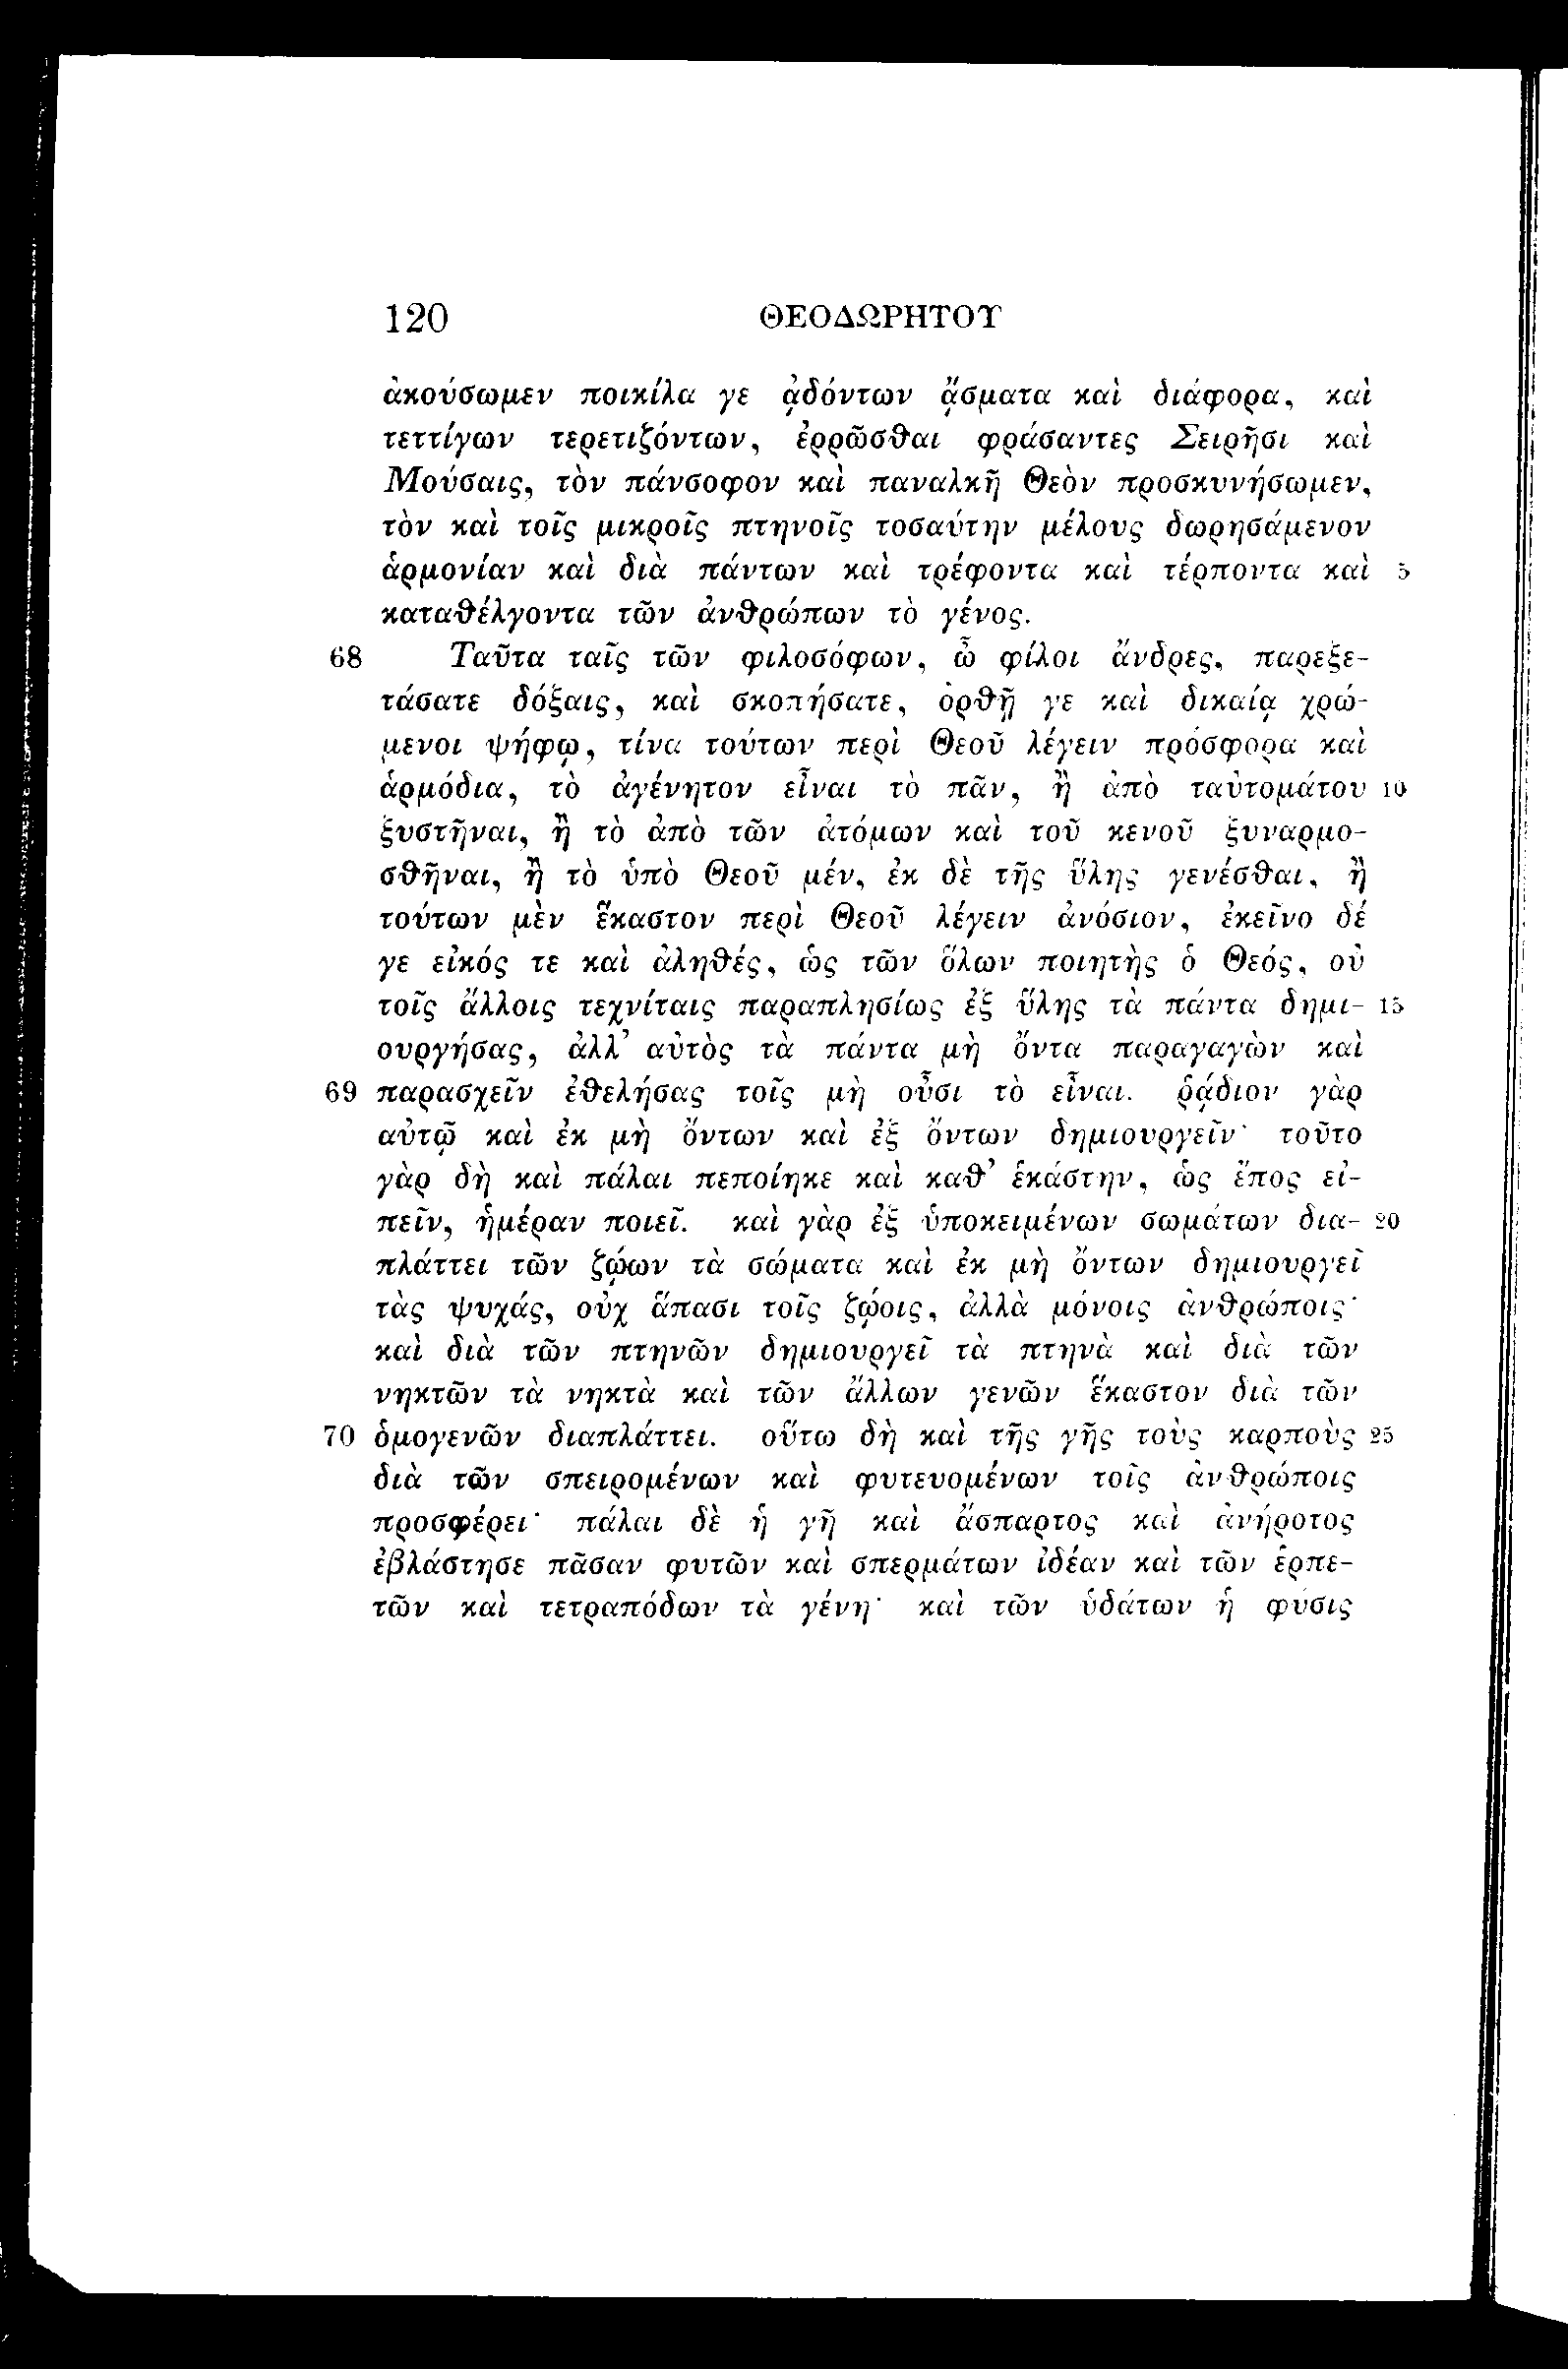 120 ΘΕΟΔΩΡΗΤΟΥ
ἀκούσωμεν ποικίλα γε ᾀδόντων ᾄσματα καὶ διάφορα, καὶ
τεττίγων τερετιζόντων, ἐρρῶσθαι φράσαντες Σειρῆσι καὶ
Μούσαις, τὸν πάνσοφον καὶ παναλκῆ Θεὸν προσκυνήσωμεν,
τὸν καὶ τοῖς μικροῖς πτηνοῖς τοσαύτην μέλους δωρησάμενον
ἁρμονίαν καὶ διὰ πάντων καὶ τρέφοντα καὶ τέρποντα καὶ 5
καταθέλγοντα τῶν ἀνθρώπων τὸ γένος.
68 Ταῦτα ταῖς τῶν φιλοσόφων, ὦ φίλοι ἄνδρες, παρεξε-
τάσατε δόξαις, καὶ σκοπήσατε, ὀρθῇ γε καὶ δικαίᾳ χρώ-
μενοι ψήφῳ, τίνα τούτων περὶ Θεοῦ λέγειν πρόσφορα καὶ
ἁρμόδια, τὸ ἀγένητον εἶναι τὸ πᾶν, ἢ ἀπὸ ταὐτομάτου 10
ξυστῆναι, ἢ τὸ ἀπὸ τῶν ἀτόμων καὶ τοῦ κενοῦ ξυναρμο-
σθῆναι, ἢ τὸ ὑπὸ Θεοῦ μέν, ἐκ δὲ τῆς ὕλης γενέσθαι, ἢ
τούτων μὲν ἕκαστον περὶ Θεοῦ λέγειν ἀνόσιον, ἐκεῖνο δέ
γε εἰκός τε καὶ ἀληθές, ὡς τῶν ὅλων ποιητὴς ὁ Θεός, οὐ
τοῖς ἄλλοις τεχνίταις παραπλησίως ἐξ ὕλης τὰ πάντα δημι- 15
ουργήσας, ἀλλ’ αὐτὸς τὰ πάντα μὴ ὄντα παραγαγὼν καὶ
69 παρασχεῖν ἐθελήσας τοῖς μὴ οὖσι τὸ εἶναι. ῥᾴδιον γὰρ
αὐτῷ καὶ ἐκ μὴ ὄντων καὶ ἐξ ὄντων δημιουργεῖν· τοῦτο
γὰρ δὴ καὶ πάλαι πεποίηκε καὶ καθ’ ἑκάστην, ὡς ἔπος εἰ-
πεῖν, ἡμέραν ποιεῖ. καὶ γὰρ ἐξ ὑποκειμένων σωμάτων δια- 20
πλάττει τῶν ζῴων τὰ σώματα καὶ ἐκ μὴ ὄντων δημιουργεῖ
τὰς ψυχάς, οὐχ ἅπασι τοῖς ζῴοις, ἀλλὰ μόνοις ἀνθρώποις·
καὶ διὰ τῶν πτηνῶν δημιουργεῖ τὰ πτηνὰ καὶ διὰ τῶν
νηκτῶν τὰ νηκτὰ καὶ τῶν ἄλλων γενῶν ἕκαστον διὰ τῶν
70 ὁμογενῶν διαπλάττει. οὕτω δὴ καὶ τῆς γῆς τοὺς καρποὺς 25
διὰ τῶν σπειρομένων καὶ φυτευομένων τοῖς ἀνθρώποις
προσφέρει· πάλαι δὲ ἡ γῆ καὶ ἄσπαρτος καὶ ἀνήροτος
ἐβλάστησε πᾶσαν φυτῶν καὶ σπερμάτων ἰδέαν καὶ τῶν ἑρπε-
τῶν καὶ τετραπόδων τὰ γένη· καὶ τῶν ὑδάτων ἡ φύσις